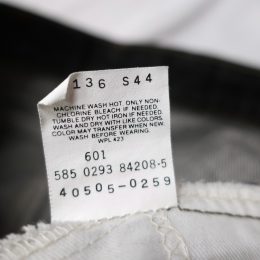 136 S44
MACHINE WASH HOT. ONLY NON-
CHLORINE BLEACH IF NEEDED.
TUMBLE DRY HOT IRON IF NEEDED.
WASH AND DRY WITH LIKE COLORS.
COLOR MAY TRANSFER WHEN NEW.
WASH BEFORE WEARING.
WPL 423
601
585 0293 84208-5
40505-0259